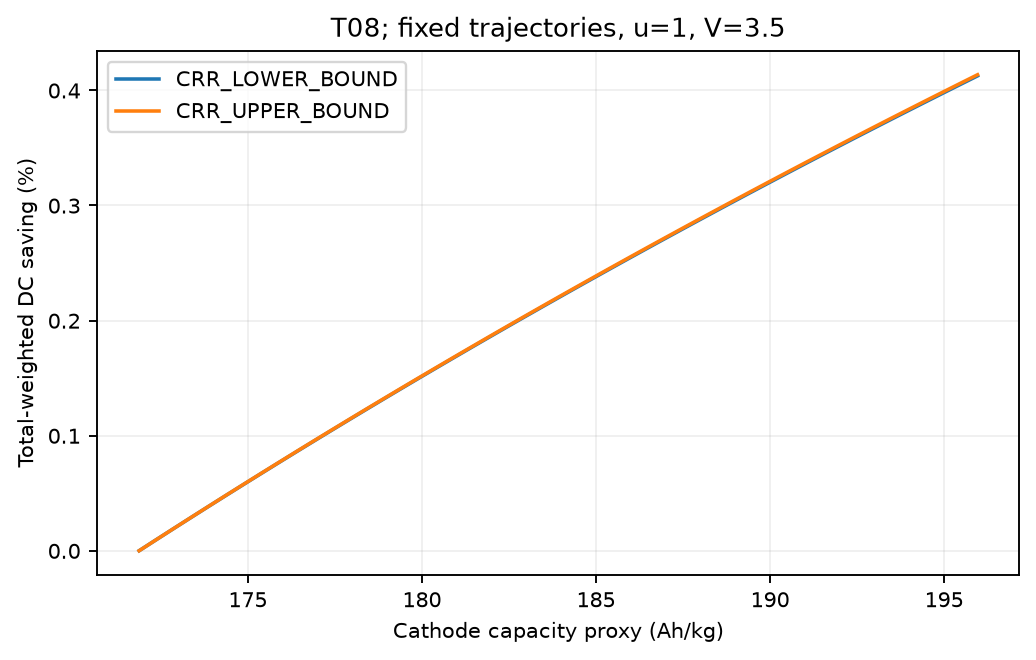 T08; fixed trajectories, u=1, V=3.5
CRR_LOWER_BOUND
CRR_UPPER_BOUND
Total-weighted DC saving (%)
0.4
0.3
0.2
0.1
0.0
175 180 185 190 195
Cathode capacity proxy (Ah/kg)